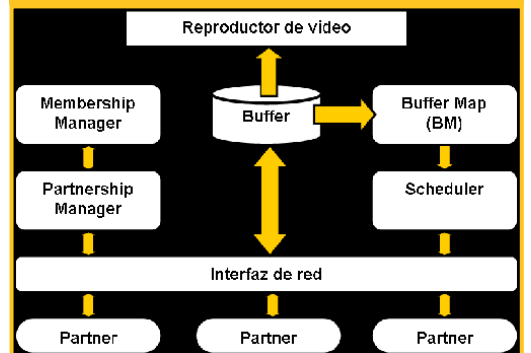 Reproductor de video
Membership
Manager
Buffer
Buffer Map
(BM)
Partnership
Manager
Scheduler
Interfaz de red
Partner
Partner
Partner